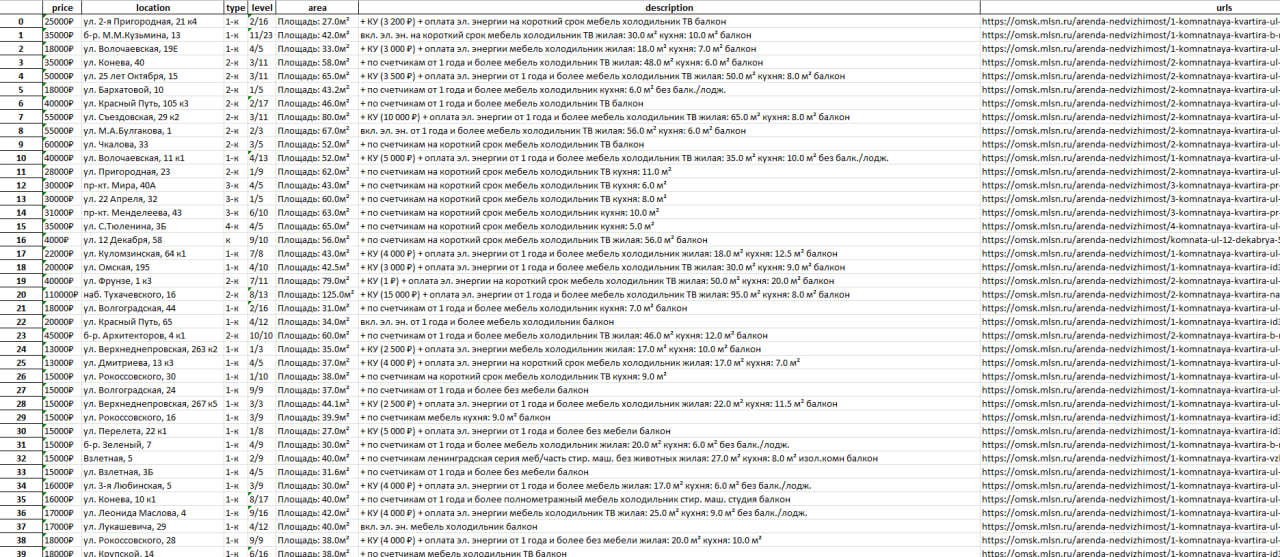 price location type level area description urls
0 25000₽ ул. 2-я Пригородная, 21 к4 1-к 2/16 Площадь: 27.0м² + КУ (3 200 ₽) + оплата эл. энергии на короткий срок мебель холодильник ТВ балкон https://omsk.mlsn.ru/arenda-nedvizhimost/1-komnatnaya-kvartira-ul-
1 35000₽ б-р. М.М.Кузьмина, 13 1-к 11/23 Площадь: 42.0м² вкл. эл. эн. на короткий срок мебель холодильник ТВ жилая: 30.0 м² кухня: 10.0 м² балкон https://omsk.mlsn.ru/arenda-nedvizhimost/1-komnatnaya-kvartira-b-
2 18000₽ ул. Волочаевская, 19Е 1-к 4/5 Площадь: 33.0м² + КУ (3 000 ₽) + оплата эл. энергии мебель холодильник жилая: 18.0 м² кухня: 7.0 м² балкон https://omsk.mlsn.ru/arenda-nedvizhimost/1-komnatnaya-kvartira-ul-
3 35000₽ ул. Конева, 40 2-к 3/11 Площадь: 58.0м² + по счетчикам от 1 года и более мебель холодильник ТВ жилая: 48.0 м² кухня: 6.0 м² балкон https://omsk.mlsn.ru/arenda-nedvizhimost/2-komnatnaya-kvartira-ul-
4 50000₽ ул. 25 лет Октября, 15 2-к 3/11 Площадь: 65.0м² + КУ (3 500 ₽) + оплата эл. энергии от 1 года и более мебель холодильник ТВ жилая: 50.0 м² кухня: 8.0 м² балкон https://omsk.mlsn.ru/arenda-nedvizhimost/2-komnatnaya-kvartira-ul-
5 18000₽ ул. Бархатовой, 10 2-к 1/5 Площадь: 43.2м² + по счетчикам от 1 года и более мебель холодильник кухня: 6.0 м² без балк./лодж. https://omsk.mlsn.ru/arenda-nedvizhimost/2-komnatnaya-kvartira-ul-
6 40000₽ ул. Красный Путь, 105 к3 2-к 2/17 Площадь: 46.0м² + по счетчикам от 1 года и более мебель холодильник ТВ балкон https://omsk.mlsn.ru/arenda-nedvizhimost/2-komnatnaya-kvartira-ul-
7 55000₽ ул. Съездовская, 29 к2 2-к 3/11 Площадь: 80.0м² + КУ (10 000 ₽) + оплата эл. энергии от 1 года и более мебель холодильник ТВ жилая: 65.0 м² кухня: 8.0 м² балкон https://omsk.mlsn.ru/arenda-nedvizhimost/2-komnatnaya-kvartira-ul-
8 55000₽ ул. М.А.Булгакова, 1 2-к 2/3 Площадь: 67.0м² вкл. эл. эн. от 1 года и более мебель холодильник ТВ жилая: 56.0 м² кухня: 6.0 м² балкон https://omsk.mlsn.ru/arenda-nedvizhimost/2-komnatnaya-kvartira-ul-
9 60000₽ ул. Чкалова, 33 2-к 3/5 Площадь: 52.0м² + по счетчикам на короткий срок мебель холодильник ТВ балкон https://omsk.mlsn.ru/arenda-nedvizhimost/2-komnatnaya-kvartira-ul-
10 40000₽ ул. Волочаевская, 11 к1 1-к 4/13 Площадь: 52.0м² + КУ (5 000 ₽) + оплата эл. энергии от 1 года и более мебель холодильник ТВ жилая: 35.0 м² кухня: 10.0 м² без балк./лодж. https://omsk.mlsn.ru/arenda-nedvizhimost/1-komnatnaya-kvartira-ul-
11 28000₽ ул. Пригородная, 23 2-к 1/9 Площадь: 62.0м² + по счетчикам на короткий срок мебель холодильник ТВ кухня: 11.0 м² https://omsk.mlsn.ru/arenda-nedvizhimost/2-komnatnaya-kvartira-ul-
12 30000₽ пр-кт. Мира, 40А 3-к 4/5 Площадь: 43.0м² + по счетчикам на короткий срок мебель холодильник ТВ кухня: 6.0 м² https://omsk.mlsn.ru/arenda-nedvizhimost/3-komnatnaya-kvartira-pr-
13 30000₽ ул. 22 Апреля, 32 3-к 1/5 Площадь: 60.0м² + по счетчикам на короткий срок мебель холодильник ТВ кухня: 8.0 м² https://omsk.mlsn.ru/arenda-nedvizhimost/3-komnatnaya-kvartira-ul-
14 31000₽ пр-кт. Менделеева, 43 3-к 6/10 Площадь: 63.0м² + по счетчикам на короткий срок мебель холодильник кухня: 10.0 м² https://omsk.mlsn.ru/arenda-nedvizhimost/3-komnatnaya-kvartira-pr-
15 35000₽ ул. С.Тюленина, 3Б 4-к 4/5 Площадь: 65.0м² + по счетчикам на короткий срок мебель холодильник кухня: 5.0 м² https://omsk.mlsn.ru/arenda-nedvizhimost/4-komnatnaya-kvartira-ul-
16 4000₽ ул. 12 Декабря, 58 к 9/10 Площадь: 56.0м² + по счетчикам на короткий срок мебель холодильник ТВ жилая: 56.0 м² балкон https://omsk.mlsn.ru/arenda-nedvizhimost/komnata-ul-12-dekabrya-5
17 22000₽ ул. Куломзинская, 64 к1 1-к 7/8 Площадь: 43.0м² + КУ (4 000 ₽) + оплата эл. энергии от 1 года и более мебель холодильник жилая: 18.0 м² кухня: 12.5 м² балкон https://omsk.mlsn.ru/arenda-nedvizhimost/1-komnatnaya-kvartira-ul-
18 20000₽ ул. Омская, 195 1-к 4/10 Площадь: 42.5м² + КУ (3 000 ₽) + оплата эл. энергии от 1 года и более мебель холодильник ТВ жилая: 30.0 м² кухня: 9.0 м² балкон https://omsk.mlsn.ru/arenda-nedvizhimost/1-komnatnaya-kvartira-id3
19 40000₽ ул. Фрунзе, 1 к3 2-к 7/11 Площадь: 79.0м² + КУ (1 ₽) + оплата эл. энергии на короткий срок мебель холодильник ТВ жилая: 50.0 м² кухня: 20.0 м² балкон https://omsk.mlsn.ru/arenda-nedvizhimost/2-komnatnaya-kvartira-ul-
20 110000₽ наб. Тухачевского, 16 2-к 8/13 Площадь: 125.0м² + КУ (15 000 ₽) + оплата эл. энергии от 1 года и более мебель холодильник ТВ жилая: 95.0 м² кухня: 8.0 м² балкон https://omsk.mlsn.ru/arenda-nedvizhimost/2-komnatnaya-kvartira-na
21 18000₽ ул. Волгоградская, 44 1-к 2/16 Площадь: 31.0м² + по счетчикам от 1 года и более мебель холодильник кухня: 7.0 м² балкон https://omsk.mlsn.ru/arenda-nedvizhimost/1-komnatnaya-kvartira-ul-
22 20000₽ ул. Красный Путь, 65 1-к 4/12 Площадь: 34.0м² вкл. эл. эн. от 1 года и более мебель холодильник балкон https://omsk.mlsn.ru/arenda-nedvizhimost/1-komnatnaya-kvartira-id3
23 45000₽ б-р. Архитекторов, 4 к1 2-к 10/10 Площадь: 60.0м² + по счетчикам от 1 года и более мебель холодильник ТВ жилая: 46.0 м² кухня: 12.0 м² балкон https://omsk.mlsn.ru/arenda-nedvizhimost/2-komnatnaya-kvartira-b-
24 13000₽ ул. Верхнеднепровская, 263 к2 1-к 1/3 Площадь: 35.0м² + КУ (2 500 ₽) + оплата эл. энергии мебель холодильник ТВ жилая: 17.0 м² кухня: 10.0 м² балкон https://omsk.mlsn.ru/arenda-nedvizhimost/1-komnatnaya-kvartira-ul-
25 13000₽ ул. Дмитриева, 13 к3 1-к 4/5 Площадь: 37.0м² + КУ (4 000 ₽) + оплата эл. энергии на короткий срок мебель холодильник жилая: 17.0 м² кухня: 7.0 м² https://omsk.mlsn.ru/arenda-nedvizhimost/1-komnatnaya-kvartira-ul-
26 15000₽ ул. Рокоссовского, 30 1-к 1/10 Площадь: 38.0м² + по счетчикам на короткий срок мебель холодильник ТВ кухня: 9.0 м² https://omsk.mlsn.ru/arenda-nedvizhimost/1-komnatnaya-kvartira-ul-
27 15000₽ ул. Волгоградская, 24 1-к 9/9 Площадь: 37.0м² + по счетчикам от 1 года и более без мебели балкон https://omsk.mlsn.ru/arenda-nedvizhimost/1-komnatnaya-kvartira-ul-
28 15000₽ ул. Верхнеднепровская, 267 к5 1-к 3/3 Площадь: 44.1м² + КУ (2 500 ₽) + оплата эл. энергии от 1 года и более мебель холодильник жилая: 22.0 м² кухня: 11.5 м² балкон https://omsk.mlsn.ru/arenda-nedvizhimost/1-komnatnaya-kvartira-ul-
29 15000₽ ул. Рокоссовского, 16 1-к 3/9 Площадь: 39.9м² + по счетчикам мебель кухня: 9.0 м² балкон https://omsk.mlsn.ru/arenda-nedvizhimost/1-komnatnaya-kvartira-id3
30 15000₽ ул. Перелета, 22 к1 1-к 1/8 Площадь: 27.0м² + КУ (5 000 ₽) + оплата эл. энергии от 1 года и более без мебели балкон https://omsk.mlsn.ru/arenda-nedvizhimost/1-komnatnaya-kvartira-id3
31 15000₽ б-р. Зеленый, 7 1-к 4/9 Площадь: 30.0м² + по счетчикам от 1 года и более мебель холодильник жилая: 20.0 м² кухня: 6.0 м² без балк./лодж. https://omsk.mlsn.ru/arenda-nedvizhimost/1-komnatnaya-kvartira-b-
32 15000₽ Взлетная, 5 1-к 2/9 Площадь: 40.0м² + по счетчикам ленинградская серия меб/часть стир. маш. без животных жилая: 27.0 м² кухня: 8.0 м² изол.комн балкон https://omsk.mlsn.ru/arenda-nedvizhimost/1-komnatnaya-kvartira-vzl
33 15000₽ ул. Взлетная, 3Б 1-к 4/5 Площадь: 31.6м² + по счетчикам от 1 года и более без мебели балкон https://omsk.mlsn.ru/arenda-nedvizhimost/1-komnatnaya-kvartira-ul-
34 16000₽ ул. 3-я Любинская, 5 1-к 3/9 Площадь: 30.0м² + КУ (4 000 ₽) + оплата эл. энергии от 1 года и более мебель жилая: 17.0 м² кухня: 6.0 м² без балк./лодж. https://omsk.mlsn.ru/arenda-nedvizhimost/1-komnatnaya-kvartira-ul-
35 16000₽ ул. Конева, 10 к1 1-к 8/17 Площадь: 40.0м² + по счетчикам от 1 года и более полнометражный мебель холодильник стир. маш. студия балкон https://omsk.mlsn.ru/arenda-nedvizhimost/1-komnatnaya-kvartira-ul-
36 17000₽ ул. Леонида Маслова, 4 1-к 9/16 Площадь: 42.0м² + КУ (4 000 ₽) + оплата эл. энергии от 1 года и более мебель холодильник ТВ жилая: 25.0 м² кухня: 9.0 м² без балк./лодж. https://omsk.mlsn.ru/arenda-nedvizhimost/1-komnatnaya-kvartira-ul-
37 17000₽ ул. Лукашевича, 29 1-к 4/12 Площадь: 40.0м² вкл. эл. эн. мебель холодильник балкон https://omsk.mlsn.ru/arenda-nedvizhimost/1-komnatnaya-kvartira-ul-
38 18000₽ ул. Рокоссовского, 28 1-к 9/9 Площадь: 38.0м² + КУ (4 000 ₽) + оплата эл. энергии от 1 года и более без мебели жилая: 20.0 м² кухня: 10.0 м² https://omsk.mlsn.ru/arenda-nedvizhimost/1-komnatnaya-kvartira-ul-
39 18000₽ ул. Крупской, 14 1-к 6/16 Площадь: 38.0м² + по счетчикам мебель холодильник ТВ балкон https://omsk.mlsn.ru/arenda-nedvizhimost/1-komnatnaya-kvartira-id3